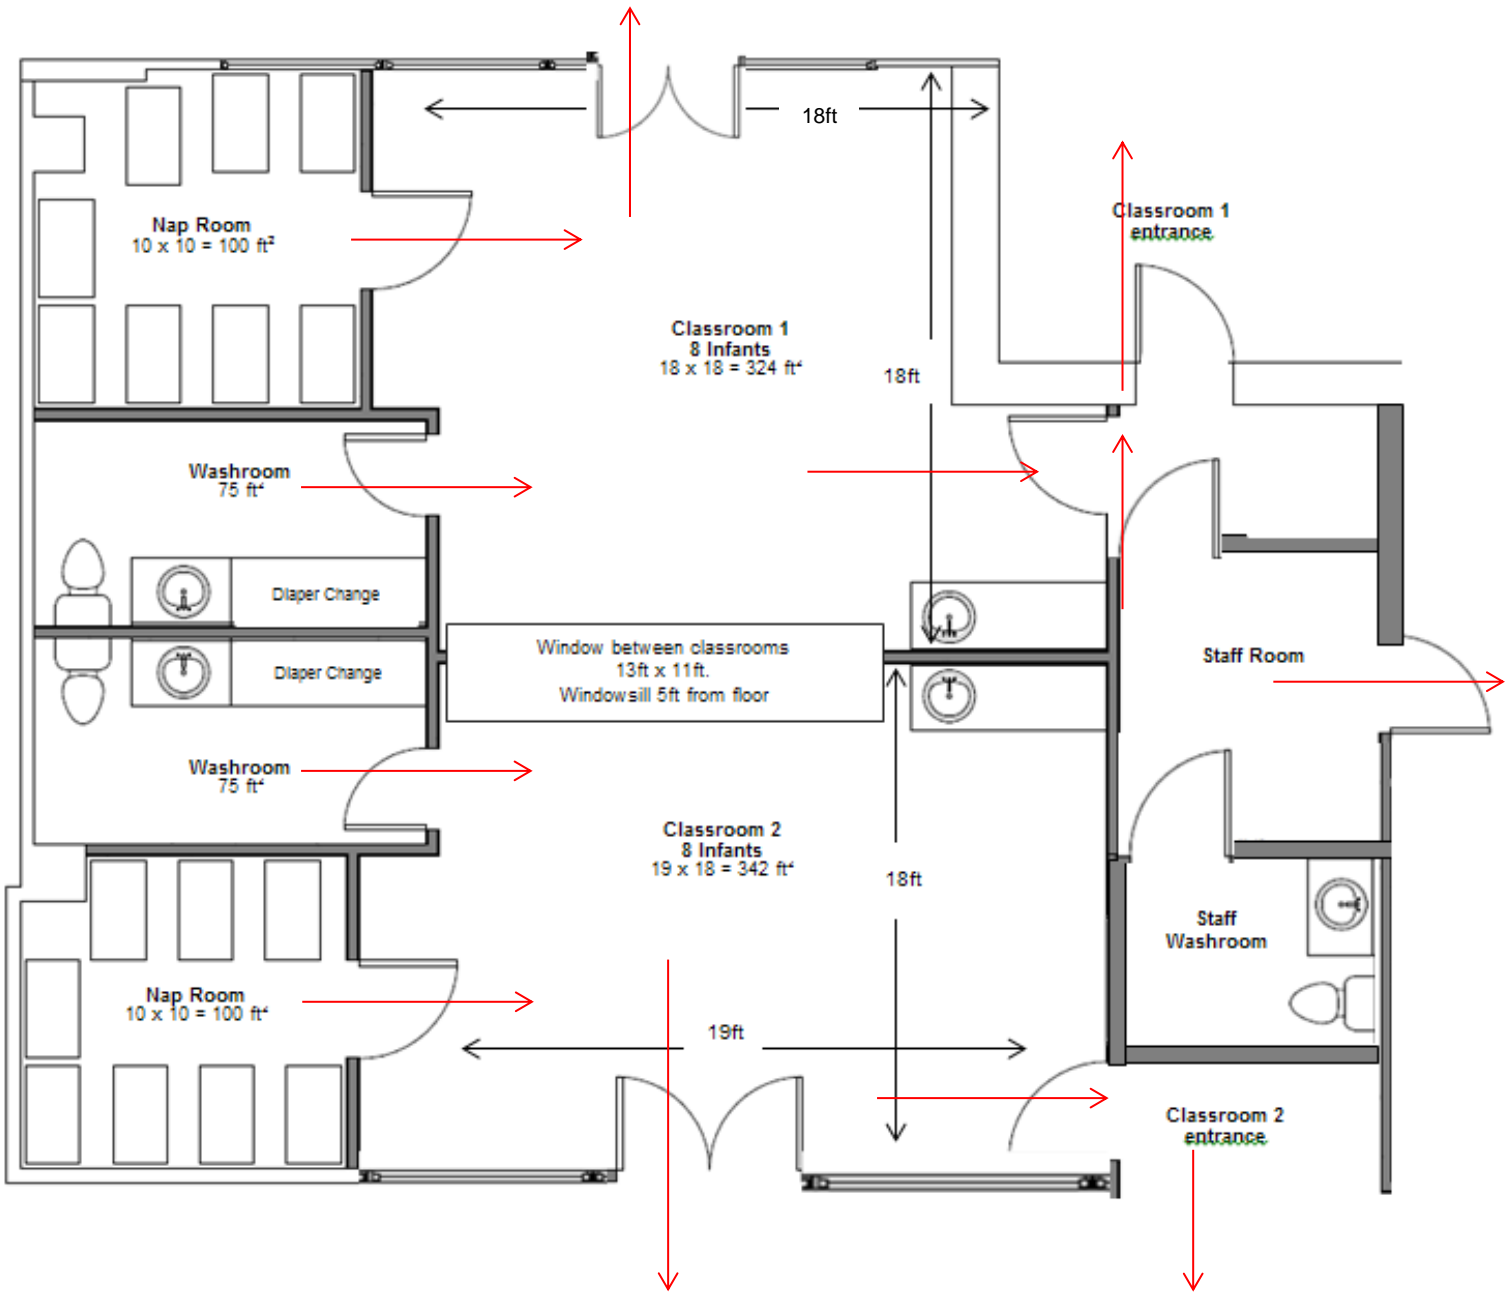 18ft
Nap Room
10 x 10 = 100 ft²
Classroom 1
entrance
Classroom 1
8 Infants
18 x 18 = 324 ft²
18ft
Washroom
75 ft²
Diaper Change
Window between classrooms
13ft x 11ft.
Windowsill 5ft from floor
Diaper Change
Staff Room
Washroom
75 ft²
Classroom 2
8 Infants
19 x 18 = 342 ft²
18ft
Staff
Washroom
Nap Room
10 x 10 = 100 ft²
19ft
Classroom 2
entrance